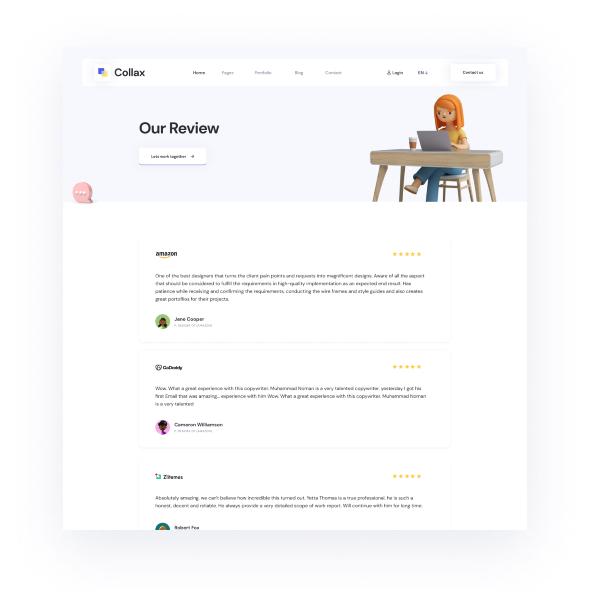 Collax
Home
Pages
Portfolio
Blog
Contact
Login
EN
Contact us
Our Review
Lets work together
amazon
One of the best designers that turns the client pain points and requests into magnificent designs. Aware of all the aspect
that should be considered to fulfill the requirements in high-quality implementation as an expected end result. Has
patience while receiving and confirming the requirements, conducting the wire frames and style guides and also creates
great portoflios for their projects.
Jane Cooper
GoDaddy
Wow. What a great experience with this copywriter. Muhammad Noman is a very talented copywriter. yesterday I got his
first Email that was amazing... experience with him Wow. What a great experience with this copywriter. Muhammad Noman
is a very talented
Cameron Williamson
Zlitemes
Absolutely amazing. we can't believe how incredible this turned out. Yetta Thomas is a true professional. he is such a
honest, decent and reliable. He always provide a very detailed scope of work report. Will continue with him for long time.
Robert Fox